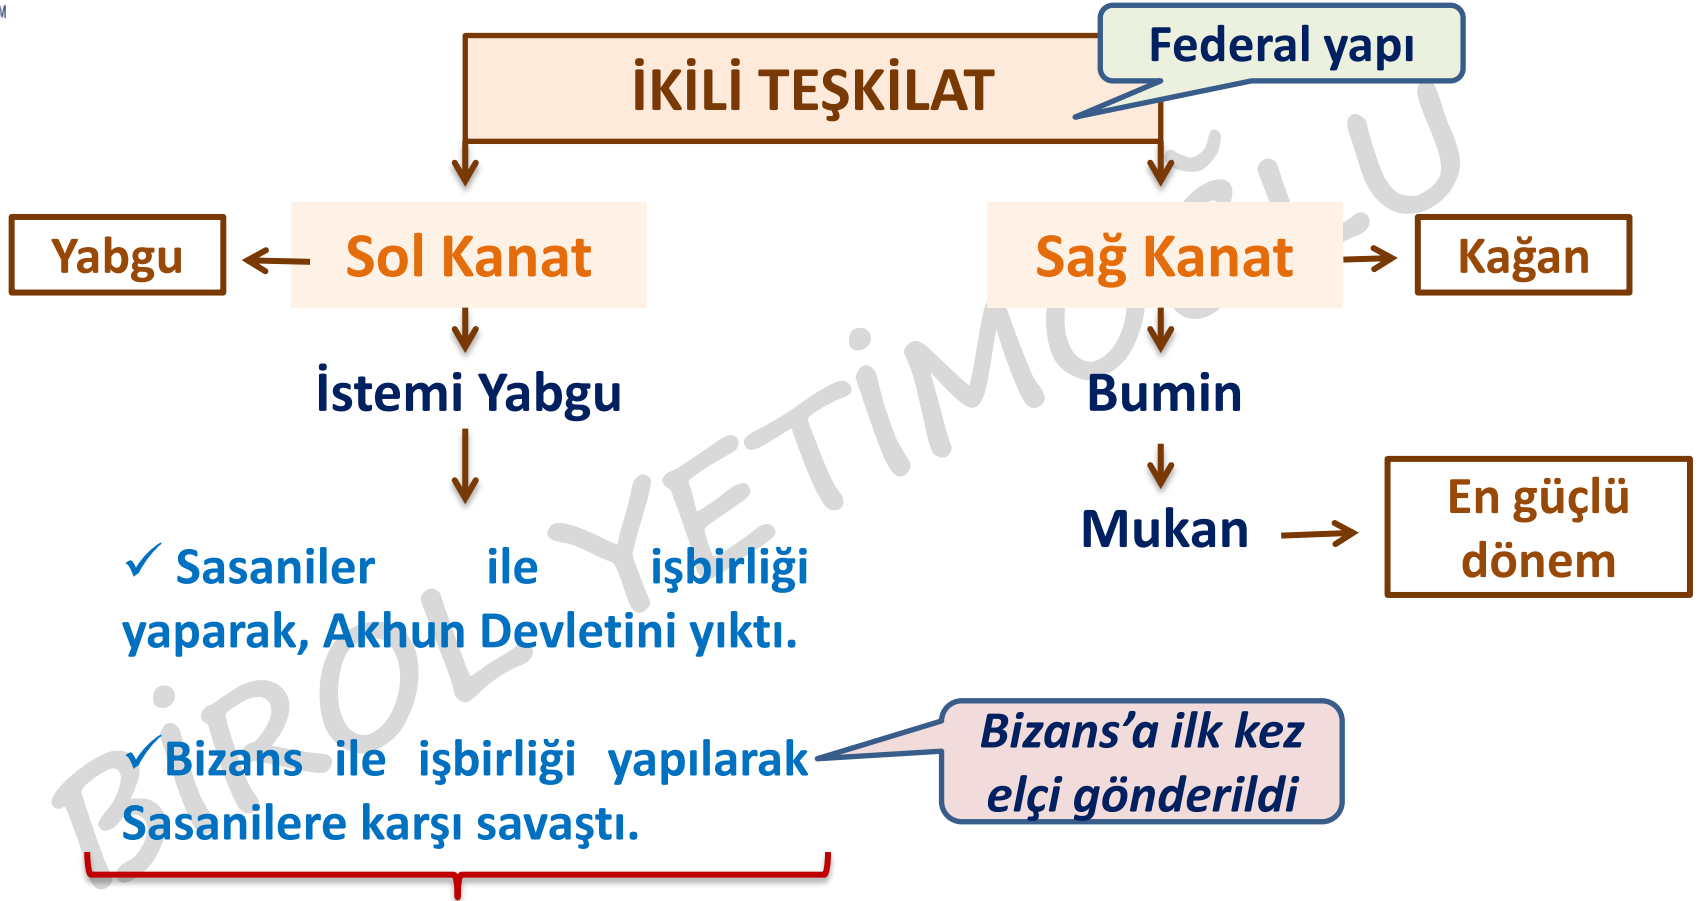 M
Federal yapı
İKİLİ TEŞKİLAT
Yabgu
Sol Kanat
Sağ Kanat
Kağan
İstemi Yabgu
Bumin
Mukan
En güçlü
dönem
✓ Sasaniler ile işbirliği
yaparak, Akhun Devletini yıktı.
✓Bizans ile işbirliği yapılarak
Sasanilere karşı savaştı.
Bizans’a ilk kez
elçi gönderildi
BİROL YETİMOĞLU